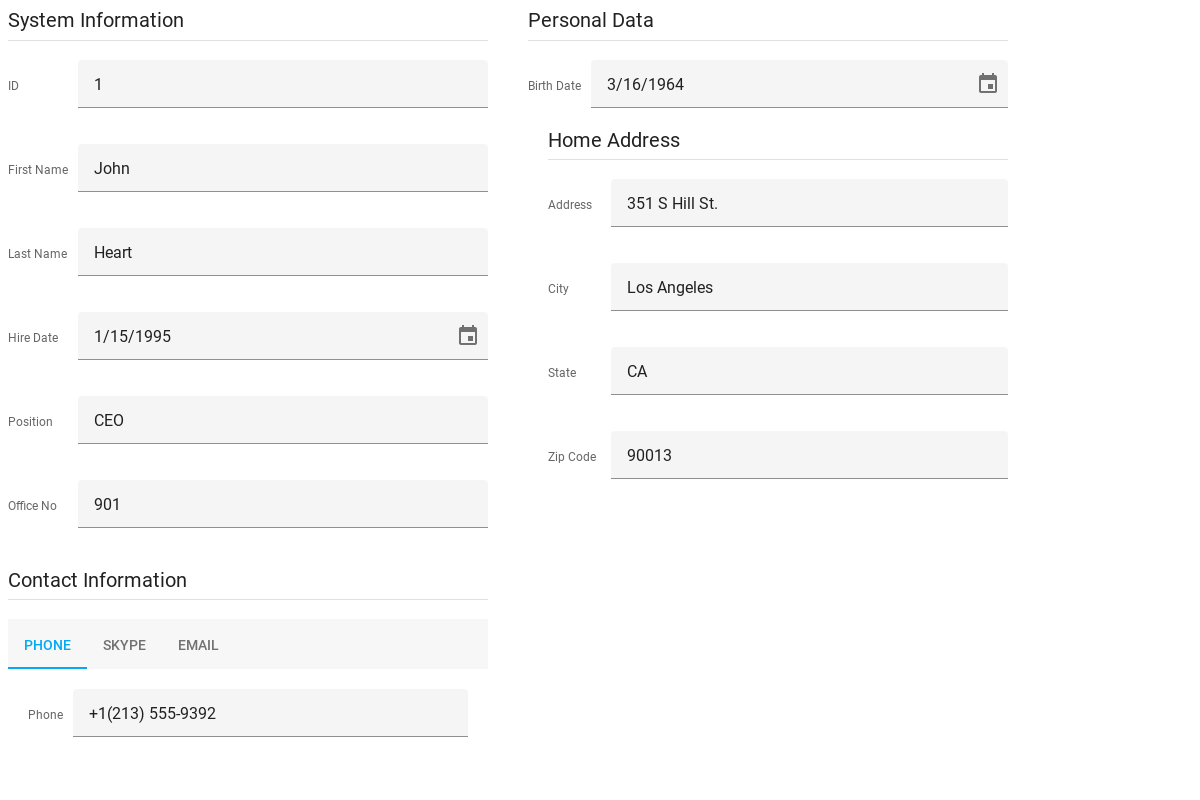 System Information
ID
1
First Name
John
Last Name
Heart
Hire Date
1/15/1995
Position
CEO
Office No
901
Contact Information
PHONE SKYPE EMAIL
Phone
+1(213) 555-9392
Personal Data
Birth Date
3/16/1964
Home Address
Address
351 S Hill St.
City
Los Angeles
State
CA
Zip Code
90013